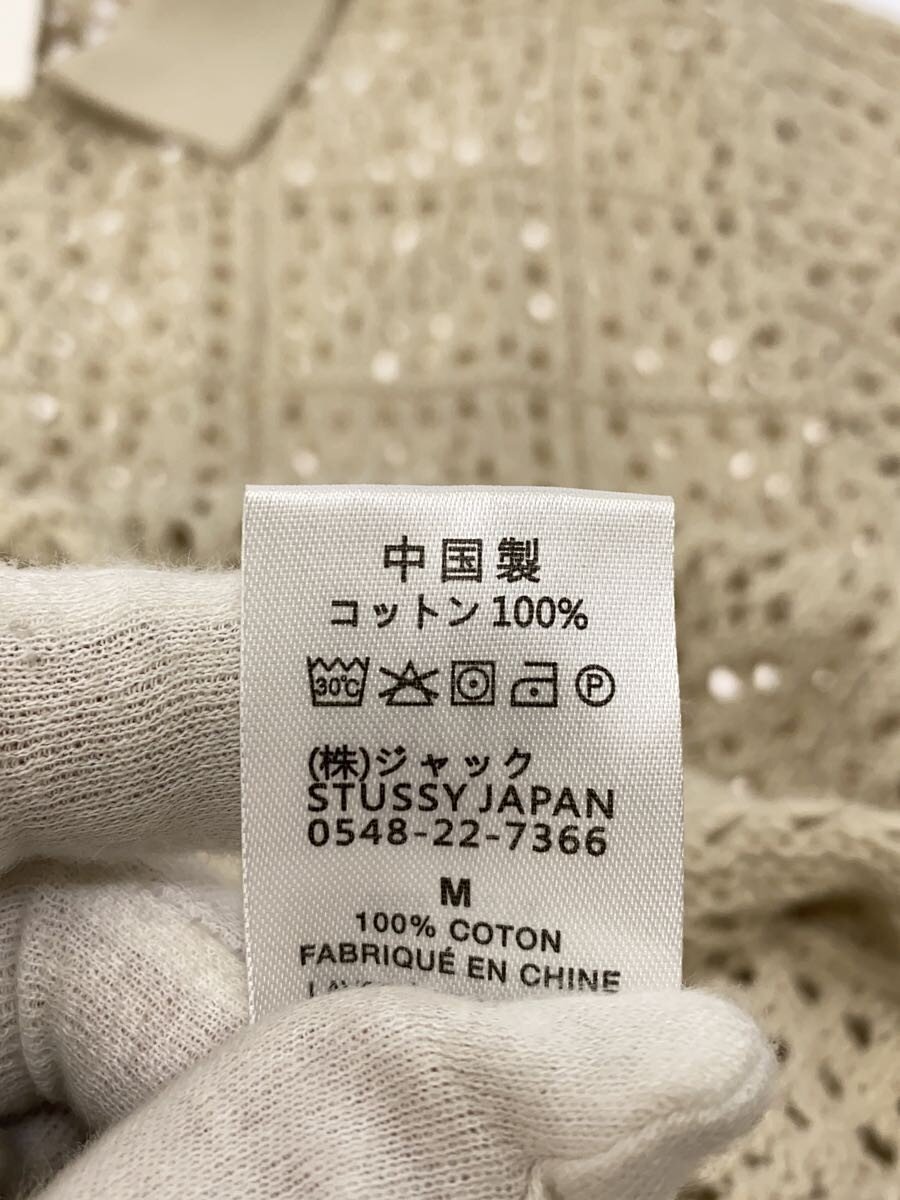 中国製
コットン 100%
30℃ P
(株)ジャック
STUSSY JAPAN
0548-22-7366
M
100% COTON
FABRIQUÉ EN CHINE